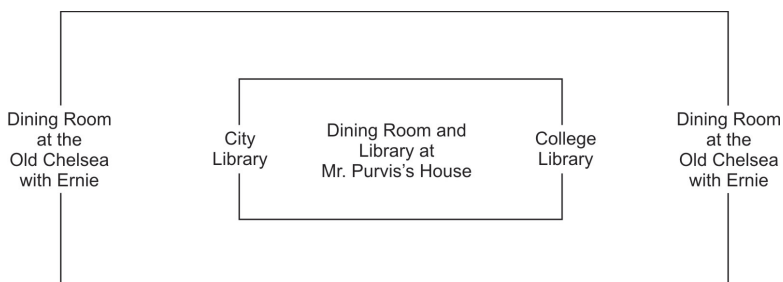 Dining Room
at the
Old Chelsea
with Ernie
City
Library
Dining Room and
Library at
Mr. Purvis's House
College
Library
Dining Room
at the
Old Chelsea
with Ernie